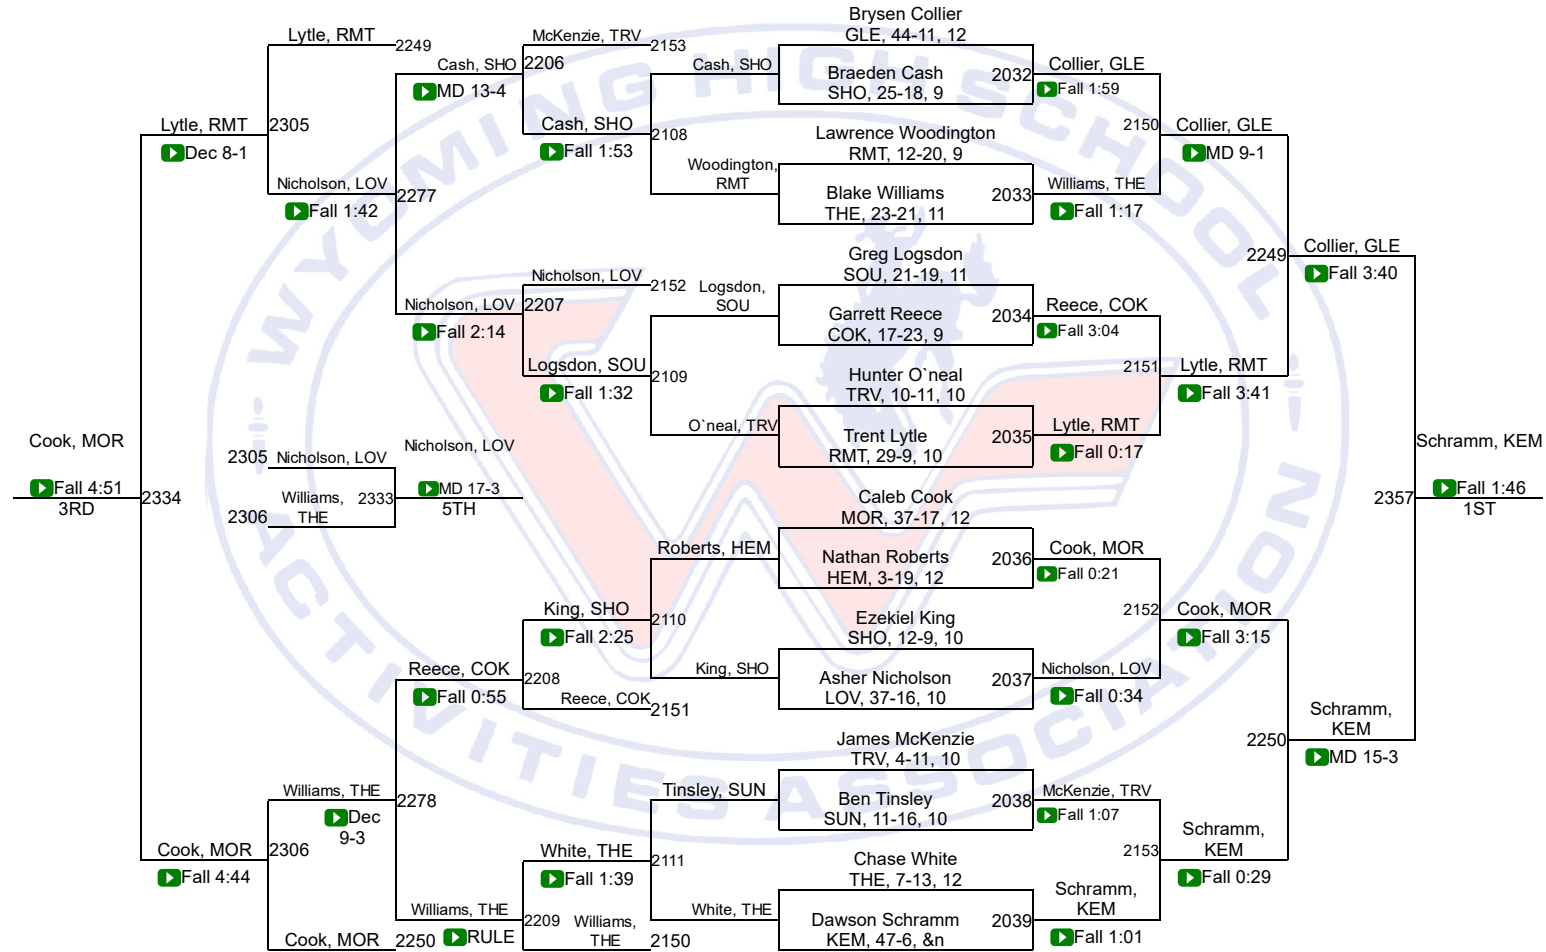 Brysen Collier
Lytle, RMT
McKenzie, TRV
GLE, 44-11, 12
2249
2153
Cash, SHO
2206
Cash, SHO
Braeden Cash
2032
Collier, GLE
MD 13-4
SHO, 25-18, 9
Fall 1:59
Lytle, RMT
2305
Cash, SHO
2108
Lawrence Woodington
2150
Collier, GLE
Dec 8-1
Fall 1:53
RMT, 12-20, 9
MD 9-1
Woodington,
RMT
Nicholson, LOV
2277
Blake Williams
2033
Williams, THE
Fall 1:42
THE, 23-21, 11
Fall 1:17
Greg Logsdon
2249
Collier, GLE
Nicholson, LOV
2152
SOU, 21-19, 11
Fall 3:40
Logsdon,
SOU
Nicholson, LOV
2207
Garrett Reece
2034
Reece, COK
Fall 2:14
COK, 17-23, 9
Fall 3:04
Logsdon, SOU
2109
Hunter O`neal
2151
Lytle, RMT
Fall 1:32
TRV, 10-11, 10
Fall 3:41
O`neal, TRV
Trent Lytle
2035
Lytle, RMT
RMT, 29-9, 10
Fall 0:17
Cook, MOR
Nicholson, LOV
Schramm, KEM
2305
Nicholson, LOV
Fall 4:51
2334
Williams,
THE
2333
MD 17-3
Caleb Cook
2357
Fall 1:46
3RD
2306
5TH
MOR, 37-17, 12
1ST
Roberts, HEM
Nathan Roberts
2036
Cook, MOR
HEM, 3-19, 12
Fall 0:21
King, SHO
2110
Ezekiel King
2152
Cook, MOR
Fall 2:25
SHO, 12-9, 10
Fall 3:15
Reece, COK
2208
King, SHO
Asher Nicholson
2037
Nicholson, LOV
Fall 0:55
Reece, COK
2151
LOV, 37-16, 10
Fall 0:34
James McKenzie
2250
Schramm,
KEM
TRV, 4-11, 10
MD 15-3
Williams, THE
2278
Tinsley, SUN
Ben Tinsley
2038
McKenzie, TRV
Dec
9-3
SUN, 11-16, 10
Fall 1:07
Cook, MOR
2306
White, THE
2111
Chase White
2153
Schramm,
KEM
Fall 4:44
Fall 1:39
THE, 7-13, 12
Fall 0:29
Williams, THE
2209
White, THE
Dawson Schramm
2039
Schramm,
KEM
Cook, MOR
2250
RULE
Williams,
THE
2150
KEM, 47-6, &n
Fall 1:01
WYOMING HIGH SCHOOL
ACTIVITIES ASSOCIATION